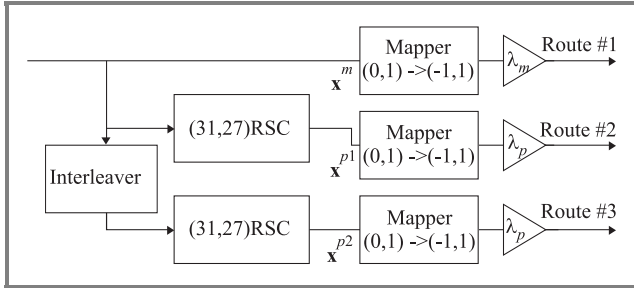 Mapper
(0,1) ->(-1,1)
λm
Route #1
x^m
(31,27)RSC
Mapper
(0,1) ->(-1,1)
λp
Route #2
x^p1
Interleaver
(31,27)RSC
Mapper
(0,1) ->(-1,1)
λp
Route #3
x^p2